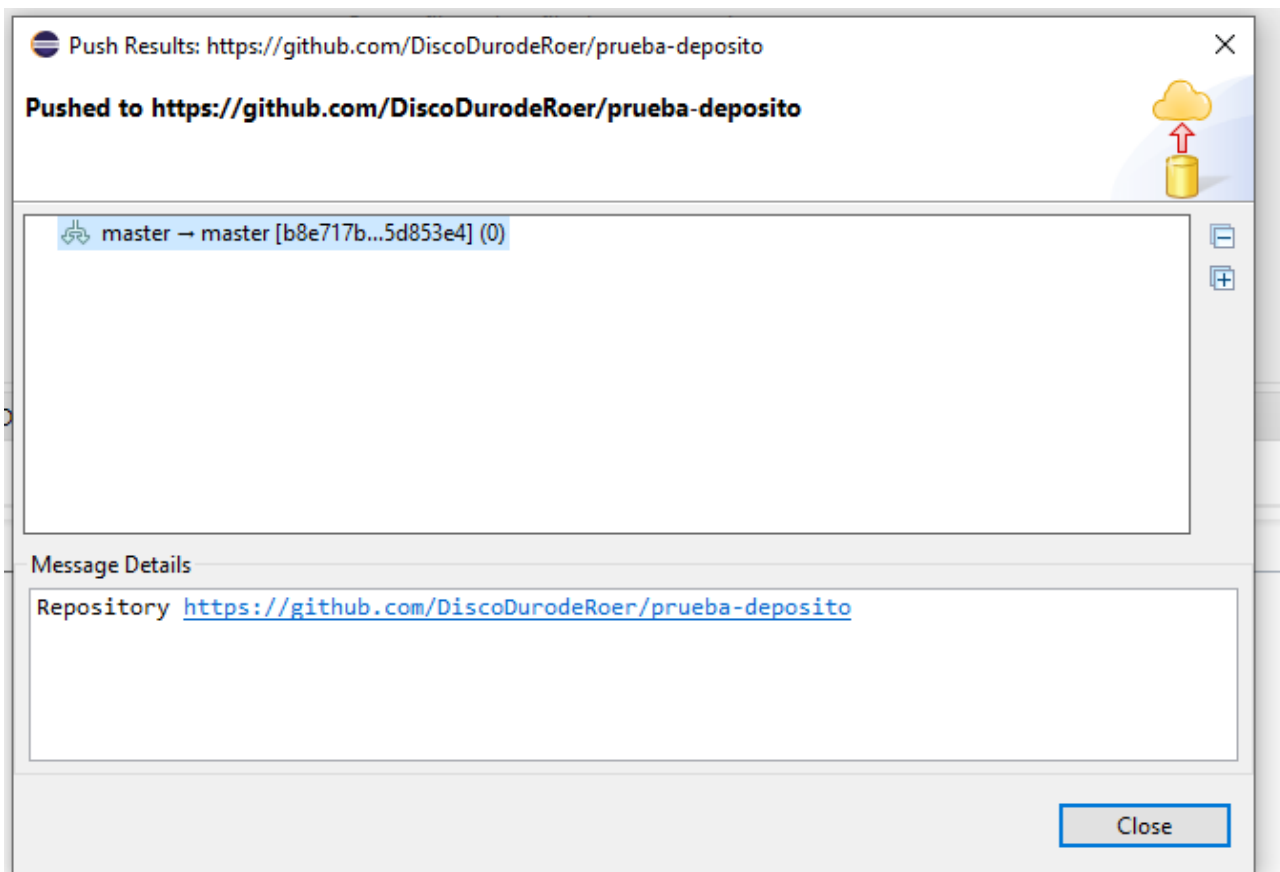 Push Results: https://github.com/DiscoDurodeRoer/prueba-deposito
Pushed to https://github.com/DiscoDurodeRoer/prueba-deposito
master → master [b8e717b...5d853e4] (0)
Message Details
Repository https://github.com/DiscoDurodeRoer/prueba-deposito
Close